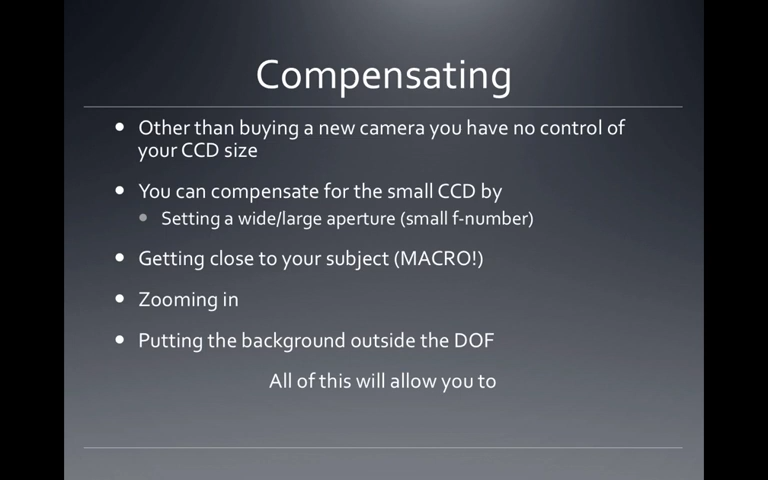 Compensating
• Other than buying a new camera you have no control of
your CCD size
• You can compensate for the small CCD by
• Setting a wide/large aperture (small f-number)
• Getting close to your subject (MACRO!)
• Zooming in
• Putting the background outside the DOF
All of this will allow you to